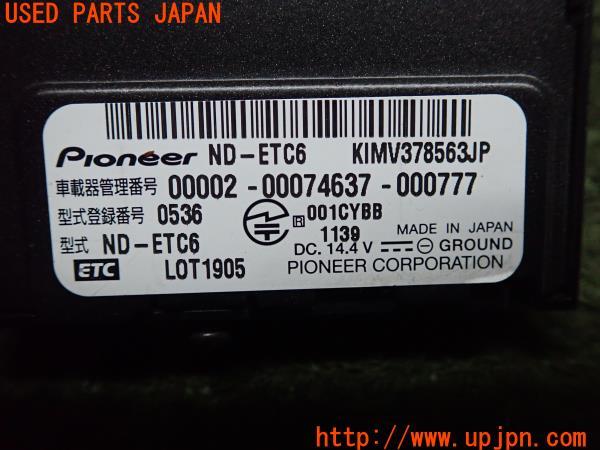 USED PARTS JAPAN
Pioneer ND-ETC6 KIMV378563JP
車載器管理番号 00002-00074637-000777
型式登録番号 0536 R 001CYBB
1139
型式 ND-ETC6 MADE IN JAPAN
DC. 14.4 V GROUND
ETC LOT1905 PIONEER CORPORATION
http://www.upjpn.com